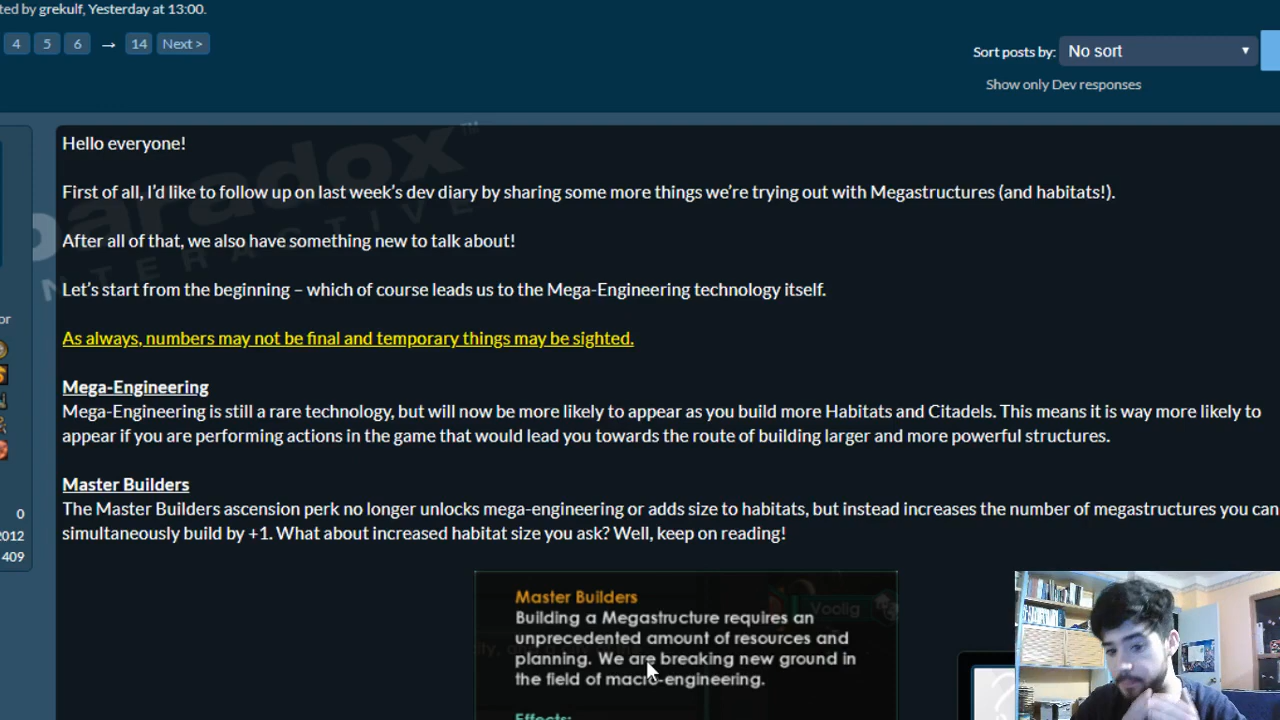 ted by grekulf, Yesterday at 13:00.
4 5 6 → 14 Next >
Sort posts by: No sort
Show only Dev responses
paradox
INTERACTIVE
Hello everyone!
First of all, I'd like to follow up on last week's dev diary by sharing some more things we're trying out with Megastructures (and habitats!).
After all of that, we also have something new to talk about!
Let's start from the beginning – which of course leads us to the Mega-Engineering technology itself.
or
As always, numbers may not be final and temporary things may be sighted.
Mega-Engineering
Mega-Engineering is still a rare technology, but will now be more likely to appear as you build more Habitats and Citadels. This means it is way more likely to
appear if you are performing actions in the game that would lead you towards the route of building larger and more powerful structures.
Master Builders
The Master Builders ascension perk no longer unlocks mega-engineering or adds size to habitats, but instead increases the number of megastructures you can
simultaneously build by +1. What about increased habitat size you ask? Well, keep on reading!
0
2012
409
Master Builders
Building a Megastructure requires an
unprecedented amount of resources and
planning. We are breaking new ground in
the field of macro-engineering.
Effects:
Voolig